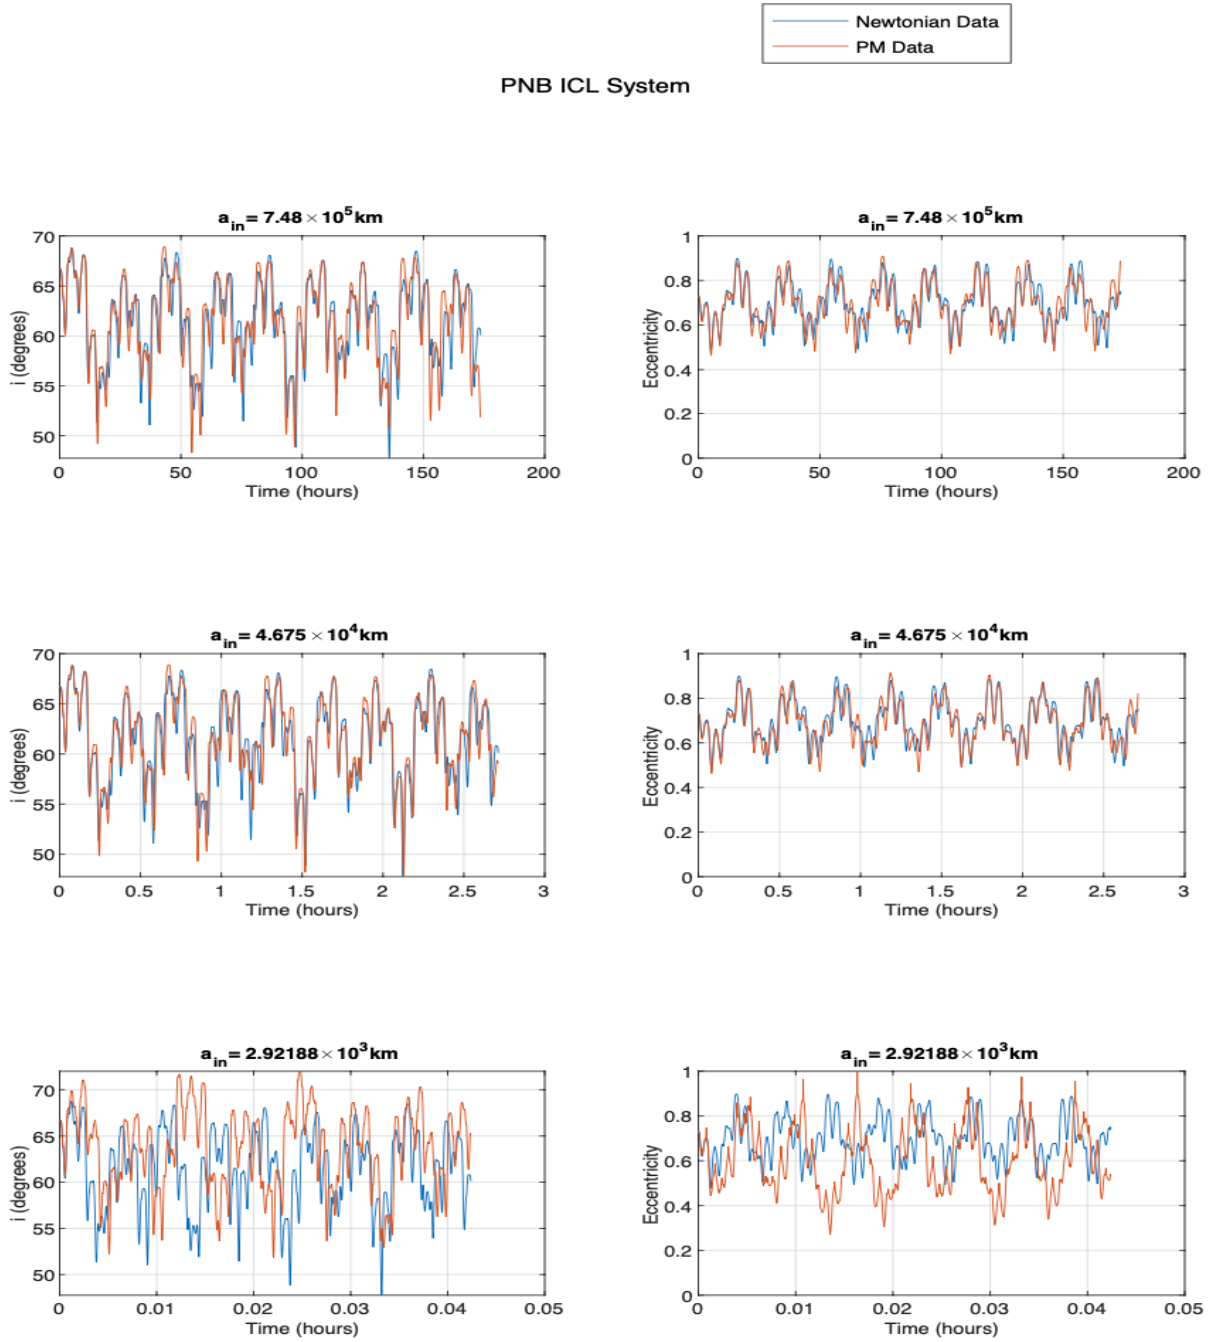 Newtonian Data
PM Data
PNB ICL System
a_in = 7.48 × 10^5 km
70
65
60
55
50
i (degrees)
0 50 100 150 200
Time (hours)
a_in = 7.48 × 10^5 km
1
0.8
0.6
0.4
0.2
0
Eccentricity
0 50 100 150 200
Time (hours)
a_in = 4.675 × 10^4 km
70
65
60
55
50
i (degrees)
0 0.5 1 1.5 2 2.5 3
Time (hours)
a_in = 4.675 × 10^4 km
1
0.8
0.6
0.4
0.2
0
Eccentricity
0 0.5 1 1.5 2 2.5 3
Time (hours)
a_in = 2.92188 × 10^3 km
70
65
60
55
50
i (degrees)
0 0.01 0.02 0.03 0.04 0.05
Time (hours)
a_in = 2.92188 × 10^3 km
1
0.8
0.6
0.4
0.2
0
Eccentricity
0 0.01 0.02 0.03 0.04 0.05
Time (hours)